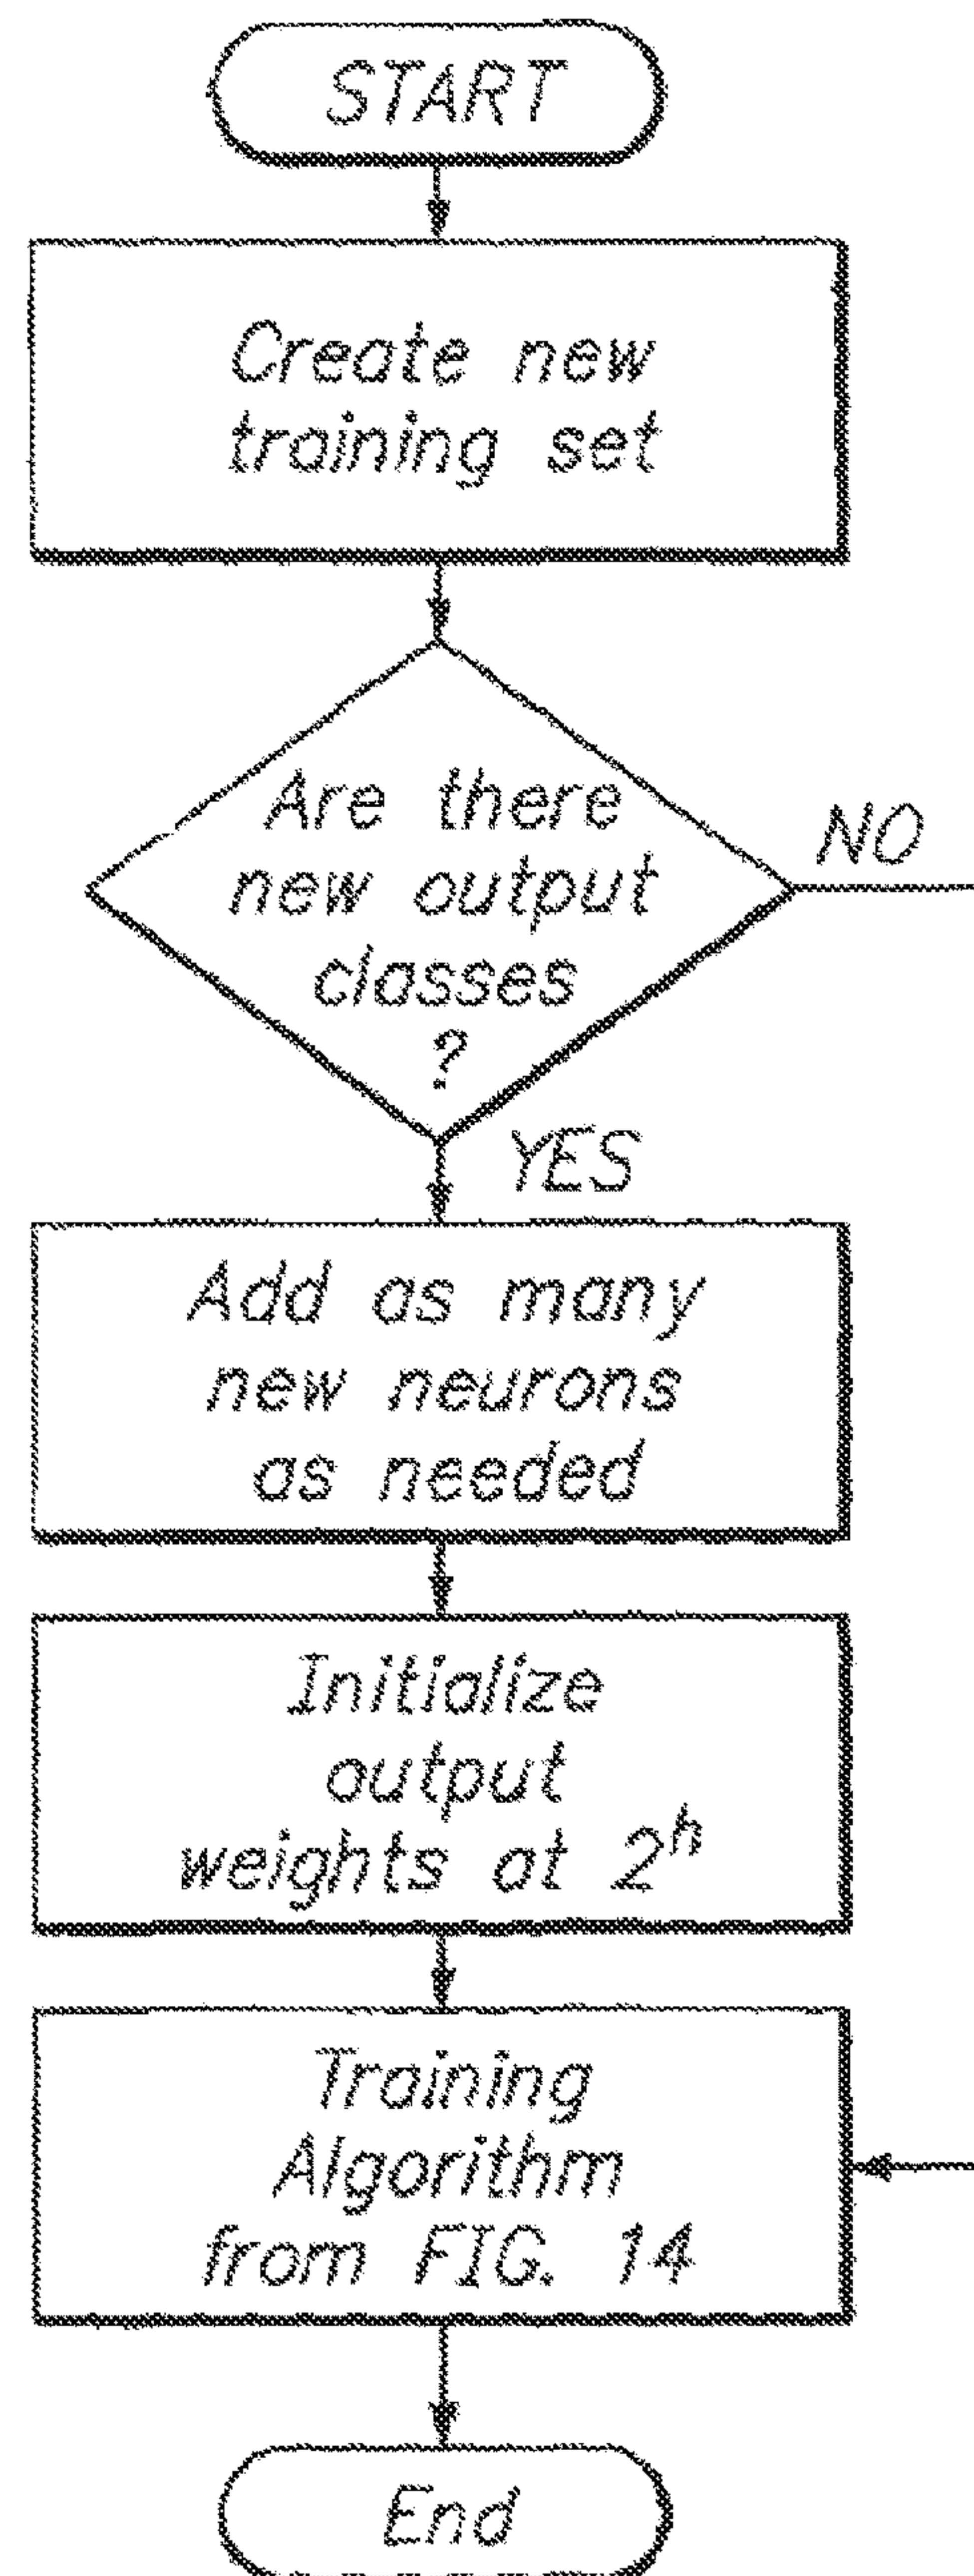 START
Create new
training set
Are there
new output
classes
?
NO
YES
Add as many
new neurons
as needed
Initialize
output
weights at 2ʰ
Training
Algorithm
from FIG. 14
End